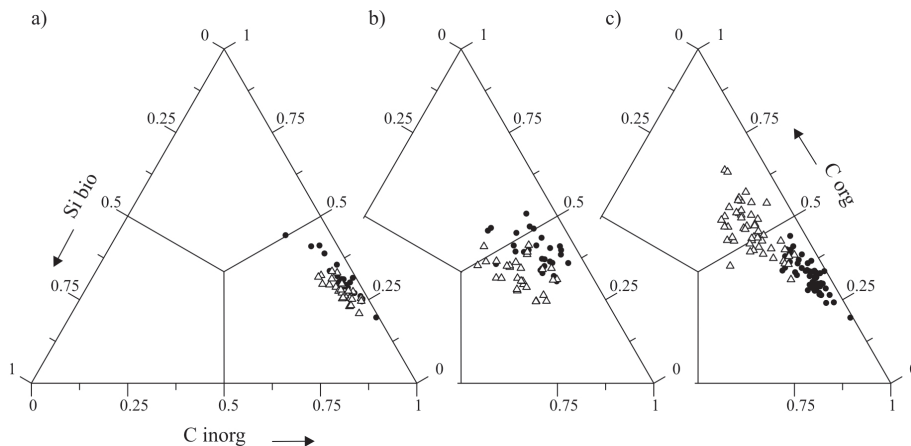 a) b) c)
0 1 0 1 0 1
0.25 0.75 0.25 0.75 0.25 0.75
Si bio C org
0.5 0.5 0.5 0.5
0.75 0.25 0.25 0.25
1 0 0 0
0 0.25 0.5 0.75 1 0.75 1 0.75 1
C inorg